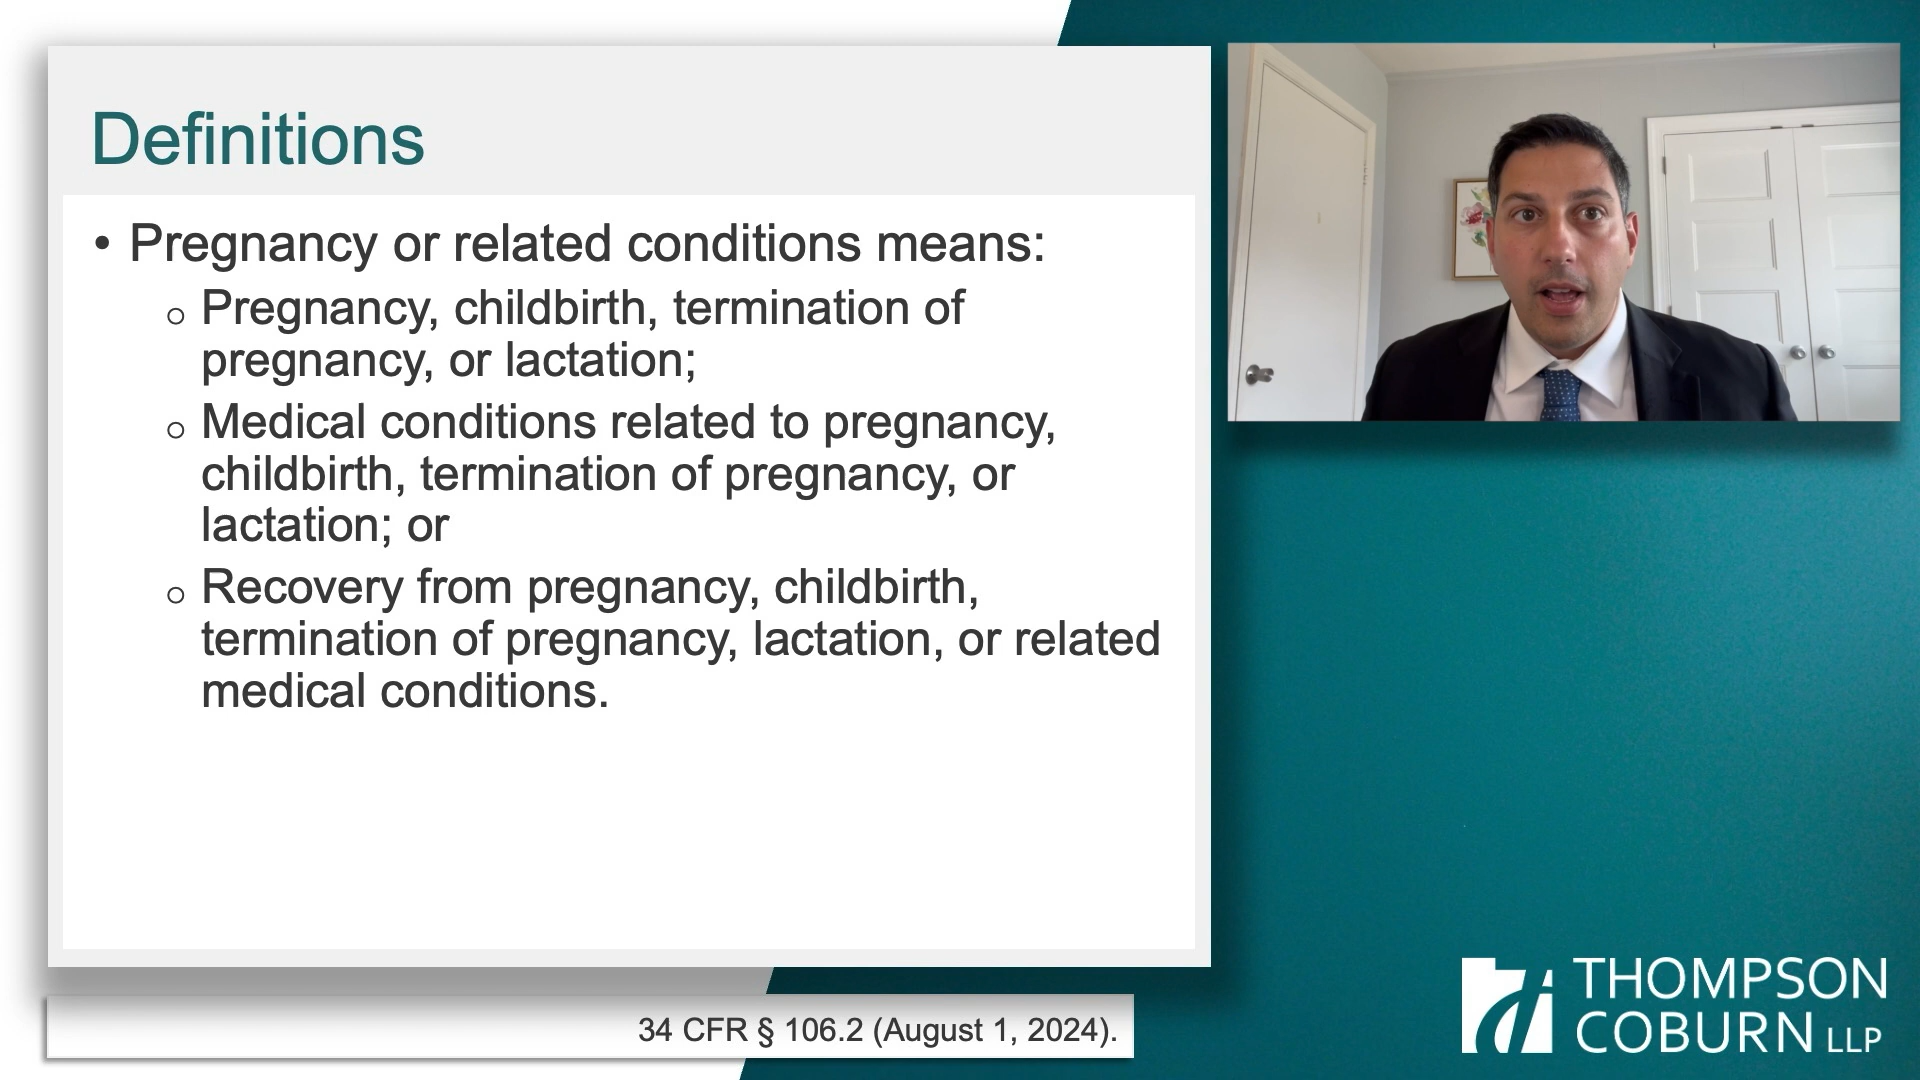 Definitions
• Pregnancy or related conditions means:
o Pregnancy, childbirth, termination of
pregnancy, or lactation;
o Medical conditions related to pregnancy,
childbirth, termination of pregnancy, or
lactation; or
o Recovery from pregnancy, childbirth,
termination of pregnancy, lactation, or related
medical conditions.
34 CFR § 106.2 (August 1, 2024).
THOMPSON
COBURN LLP